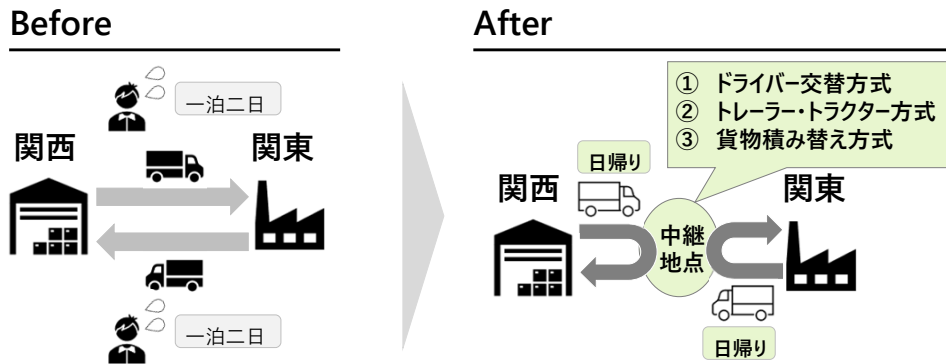 Before
一泊二日
関西
関東
一泊二日
After
① ドライバー交替方式
② トレーラー・トラクター方式
③ 貨物積み替え方式
日帰り
関西
関東
中継
地点
日帰り